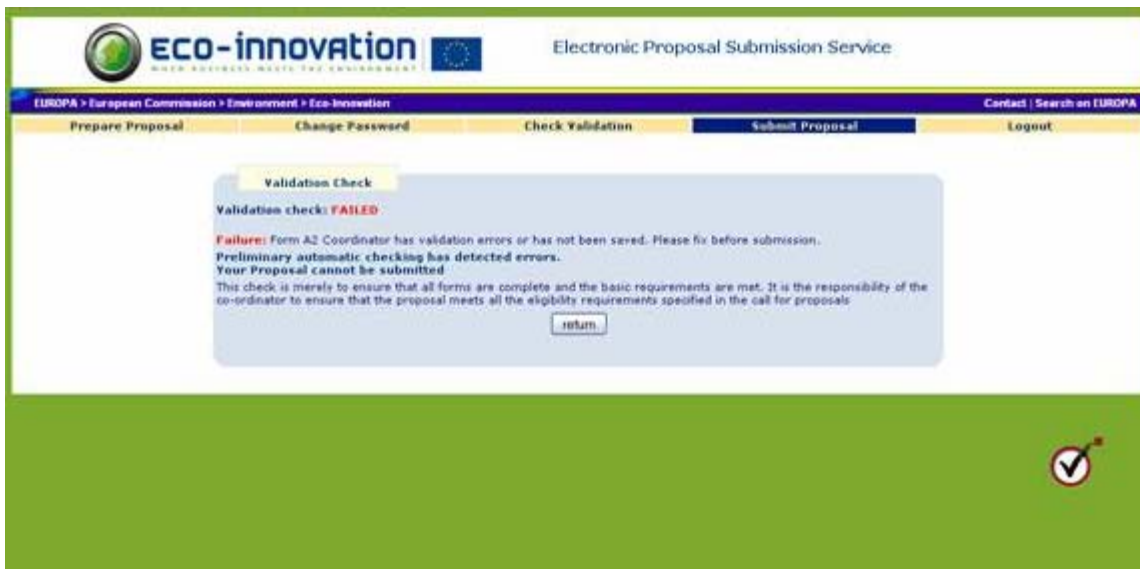 ECO-INNOVATION
WHEN BUSINESS MEETS THE ENVIRONMENT
Electronic Proposal Submission Service
EUROPA > European Commission > Environment > Eco-Innovation
Contact | Search on EUROPA
Prepare Proposal Change Password Check Validation Submit Proposal Logout
Validation Check
Validation check: FAILED
Failure: Form A2 Coordinator has validation errors or has not been saved. Please fix before submission.
Preliminary automatic checking has detected errors.
Your Proposal cannot be submitted
This check is merely to ensure that all forms are complete and the basic requirements are met. It is the responsibility of the
co-ordinator to ensure that the proposal meets all the eligibility requirements specified in the call for proposals
return